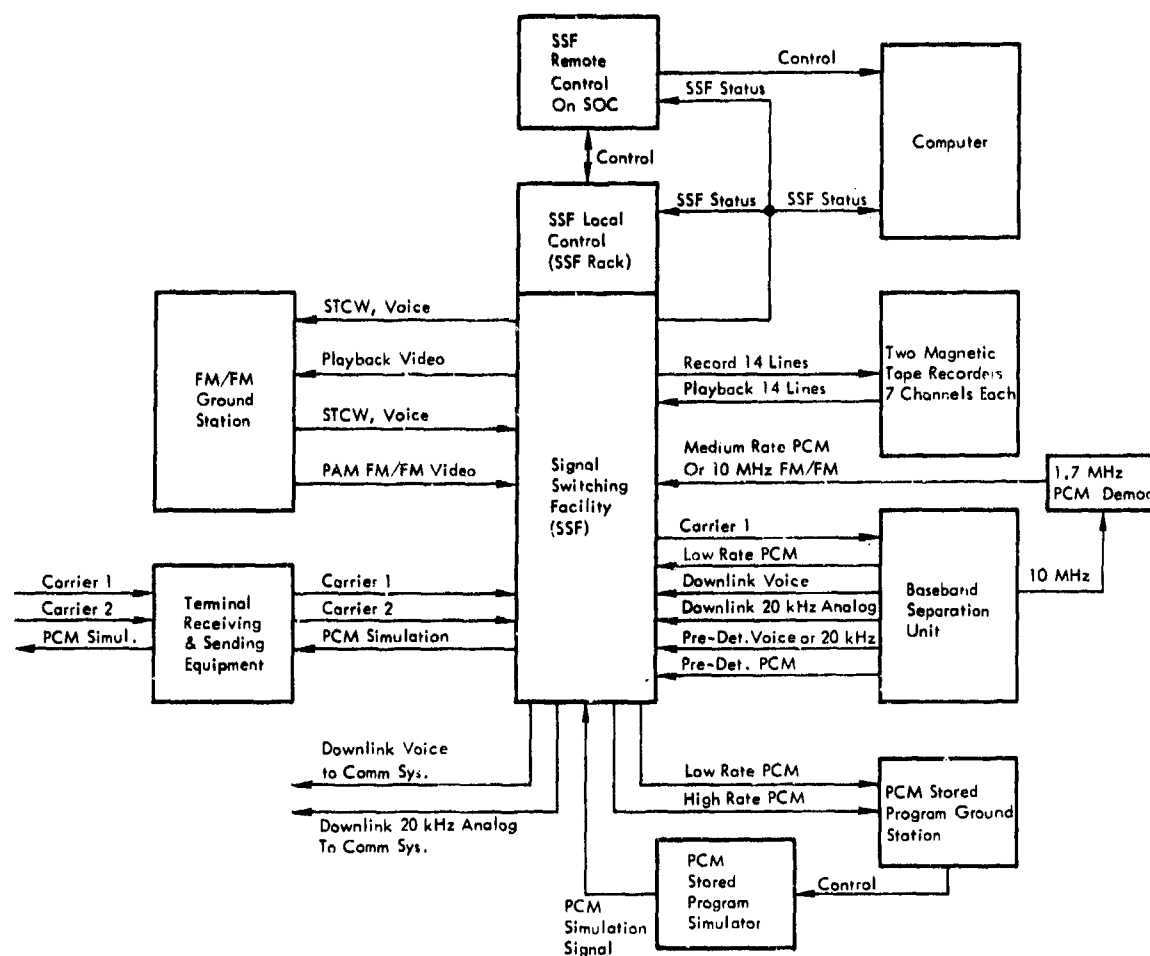 SSF
Remote
Control
On SOC
Control
SSF Status
Computer
Control
SSF Local
Control
(SSF Rack)
SSF Status
SSF Status
STCW, Voice
Playback Video
FM/FM
Ground
Station
STCW, Voice
PAM FM/FM Video
Record 14 Lines
Playback 14 Lines
Two Magnetic
Tape Recorders
7 Channels Each
Medium Rate PCM
Or 10 MHz FM/FM
1.7 MHz
PCM Demod
Signal
Switching
Facility
(SSF)
Carrier 1
Low Rate PCM
Downlink Voice
Downlink 20 kHz Analog
Pre-Det. Voice or 20 kHz
Pre-Det. PCM
Baseband
Separation
Unit
10 MHz
Carrier 1
Carrier 2
PCM Simul.
Terminal
Receiving
& Sending
Equipment
Carrier 1
Carrier 2
PCM Simulation
Downlink Voice
to Comm Sys.
Downlink 20 kHz Analog
To Comm Sys.
Low Rate PCM
High Rate PCM
PCM Stored
Program Ground
Station
PCM
Stored
Program
Simulator
Control
PCM
Simulation
Signal